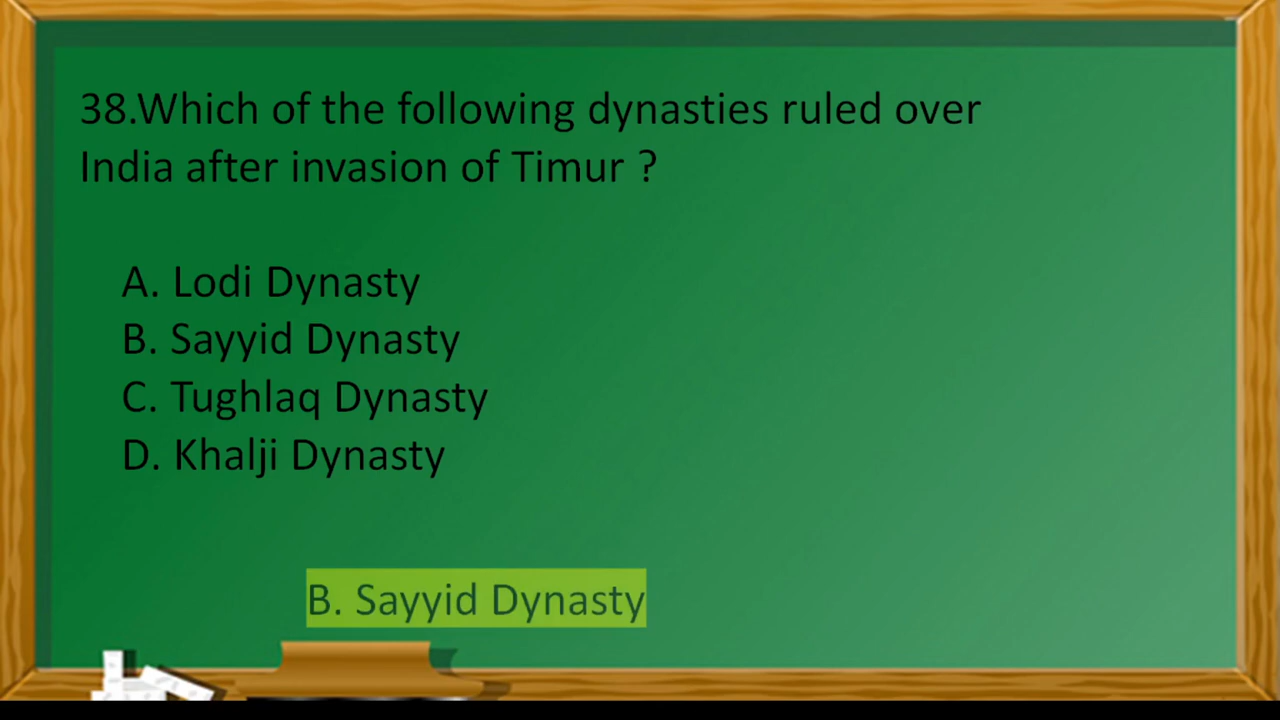 38.Which of the following dynasties ruled over
India after invasion of Timur ?
A. Lodi Dynasty
B. Sayyid Dynasty
C. Tughlaq Dynasty
D. Khalji Dynasty
B. Sayyid Dynasty